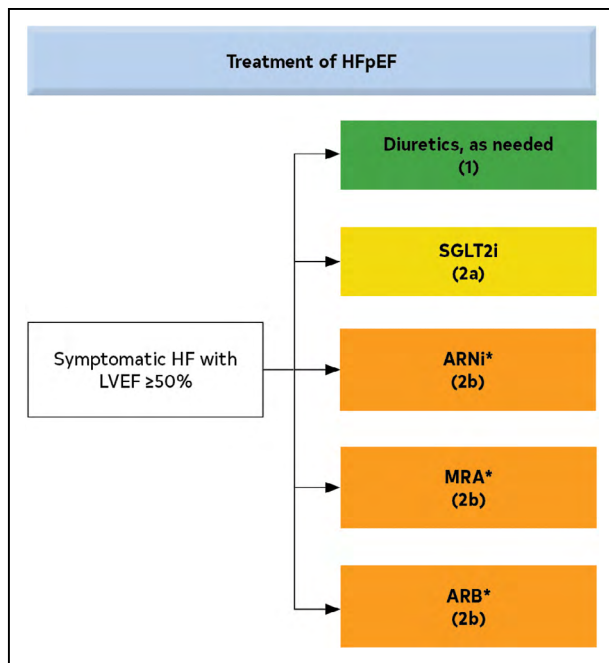 Treatment of HFpEF
Diuretics, as needed
(1)
SGLT2i
(2a)
Symptomatic HF with
LVEF ≥50%
ARNi*
(2b)
MRA*
(2b)
ARB*
(2b)